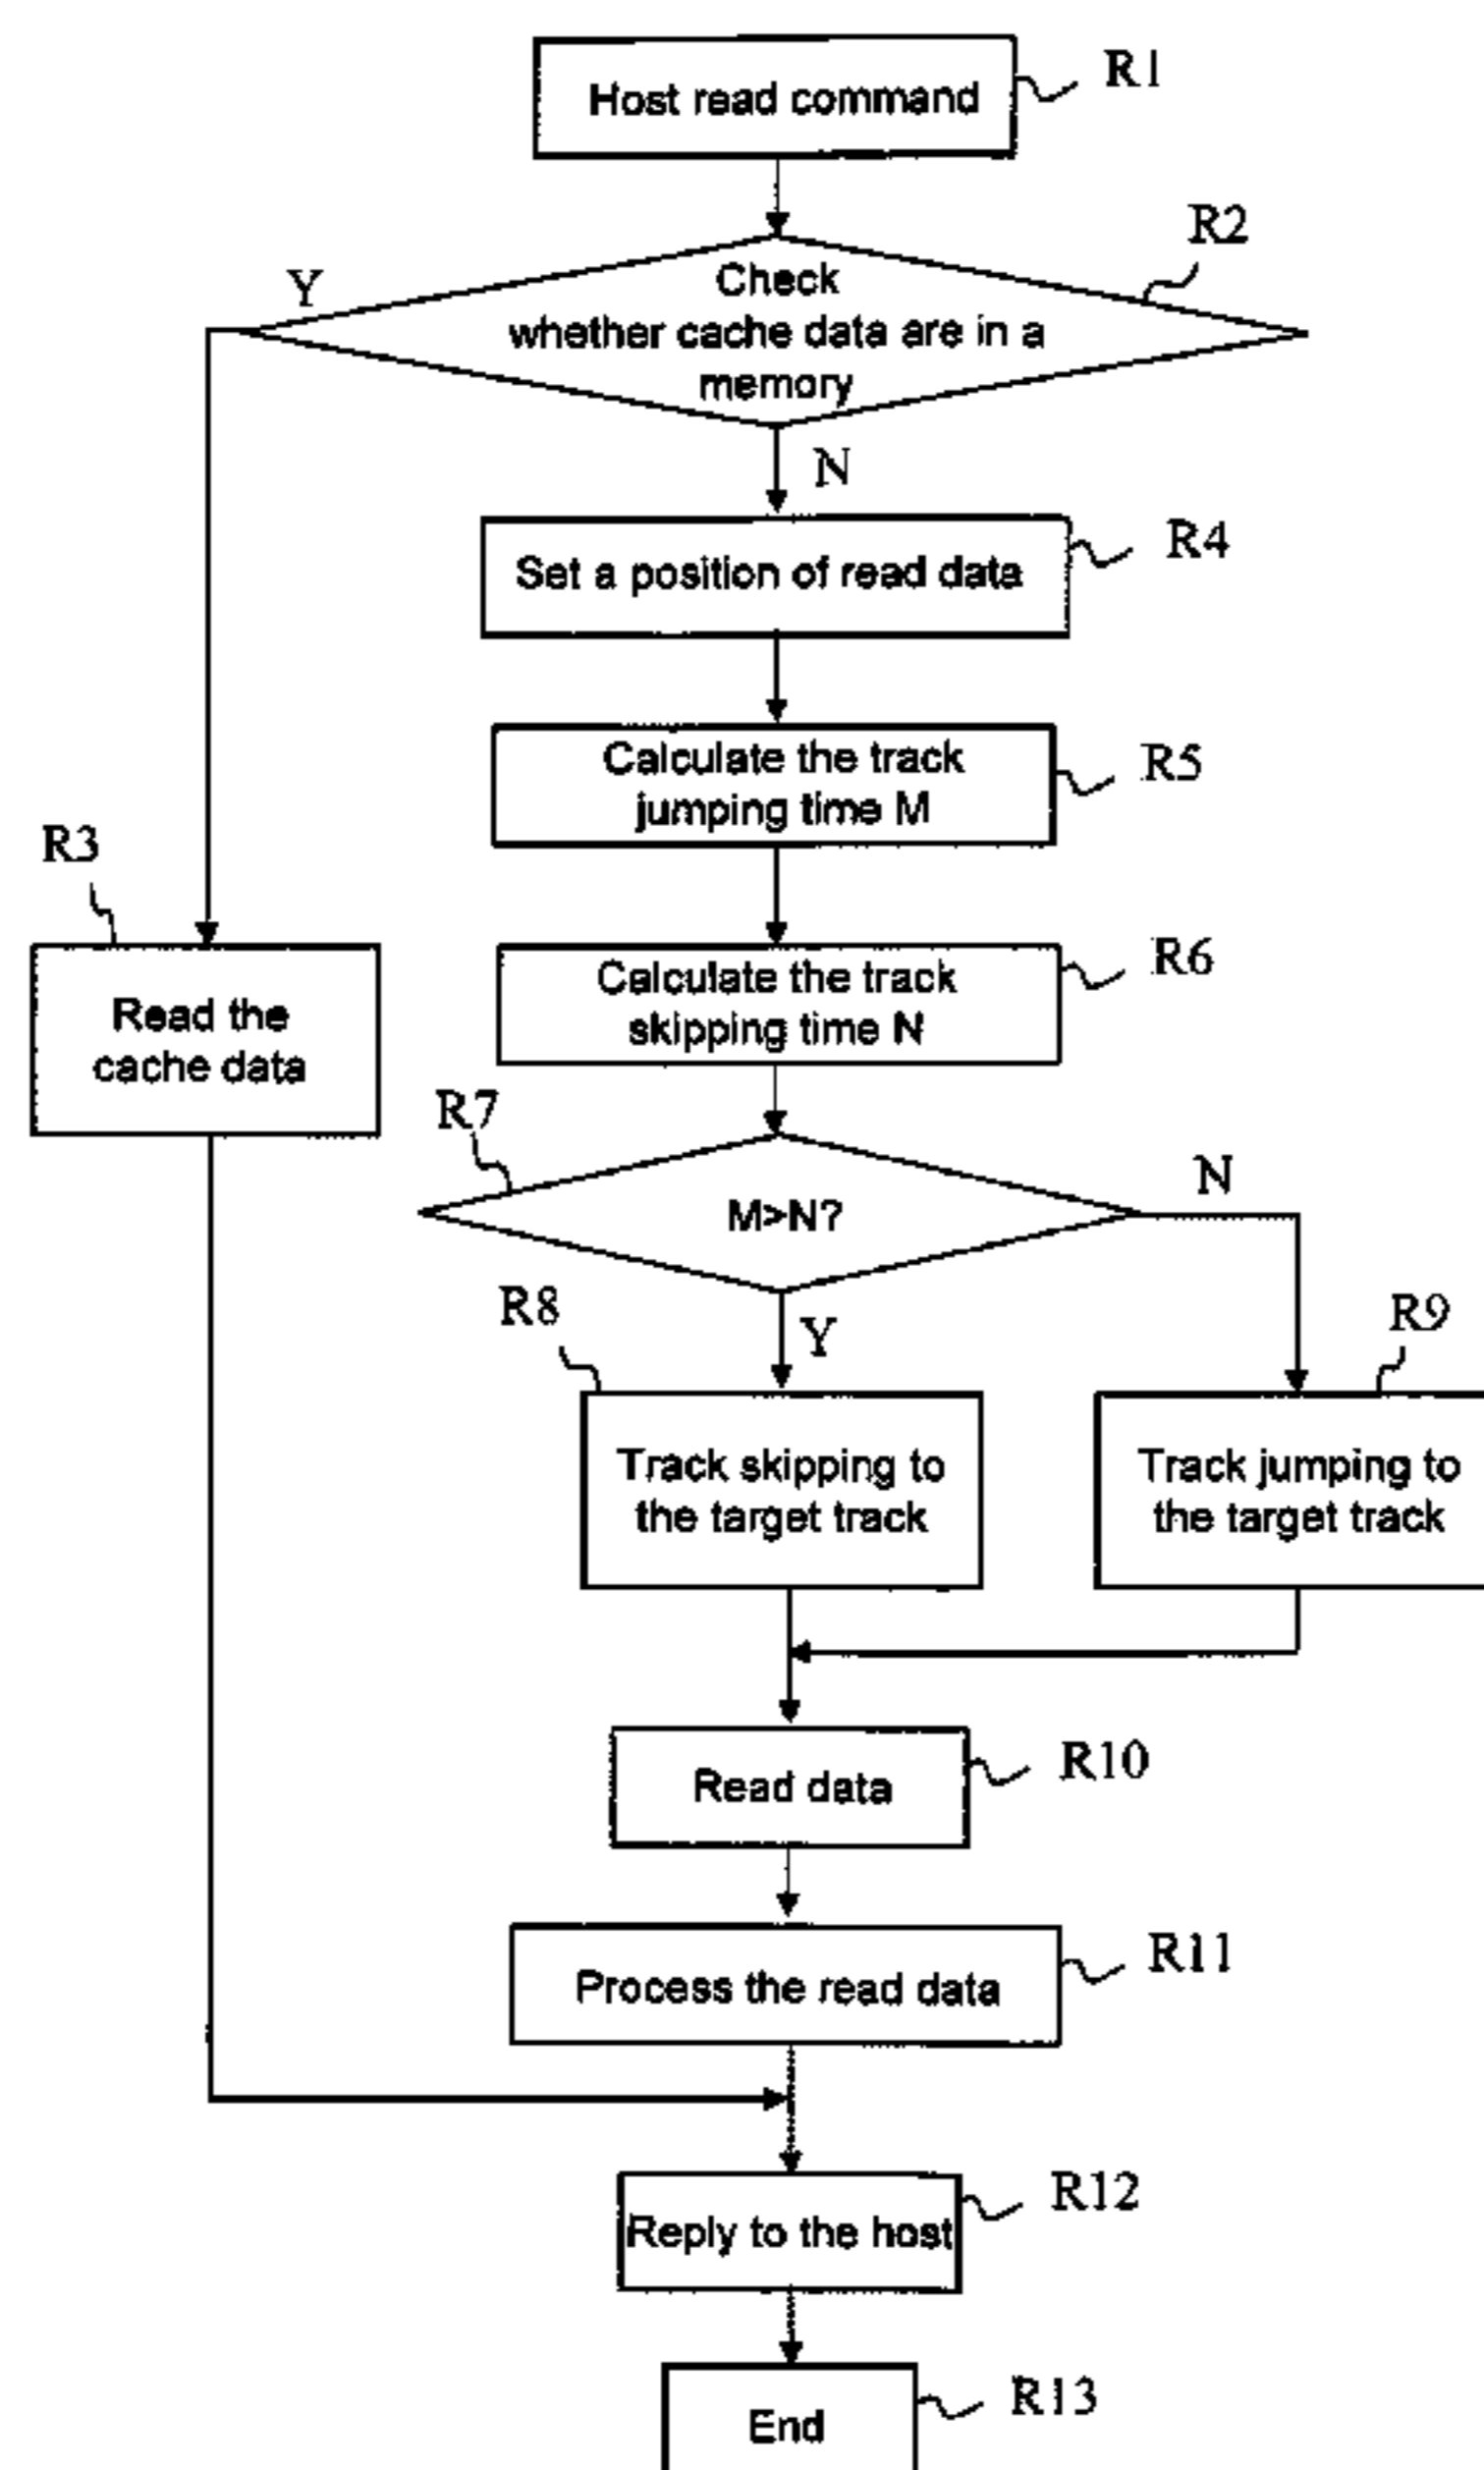 Host read command
R1
R2
Y
Check
whether cache data are in a
memory
N
Set a position of read data
R4
Calculate the track
jumping time M
R5
R3
Read the
cache data
Calculate the track
skipping time N
R6
R7
M>N?
N
R8
Y
R9
Track skipping to
the target track
Track jumping to
the target track
Read data
R10
Process the read data
R11
Reply to the host
R12
End
R13